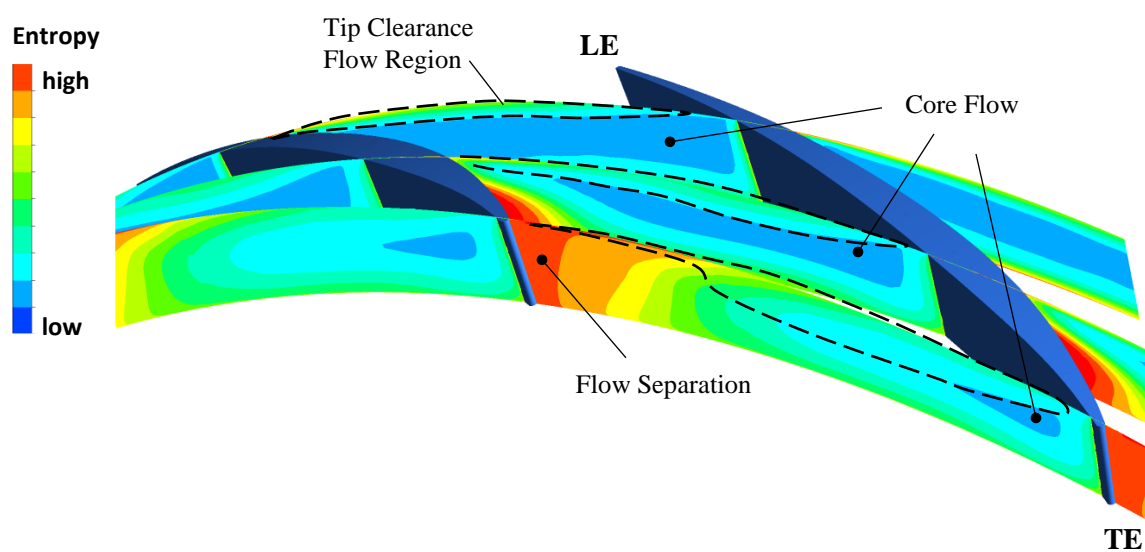 Tip Clearance
Flow Region
LE
Entropy
high
Core Flow
low
Flow Separation
TE